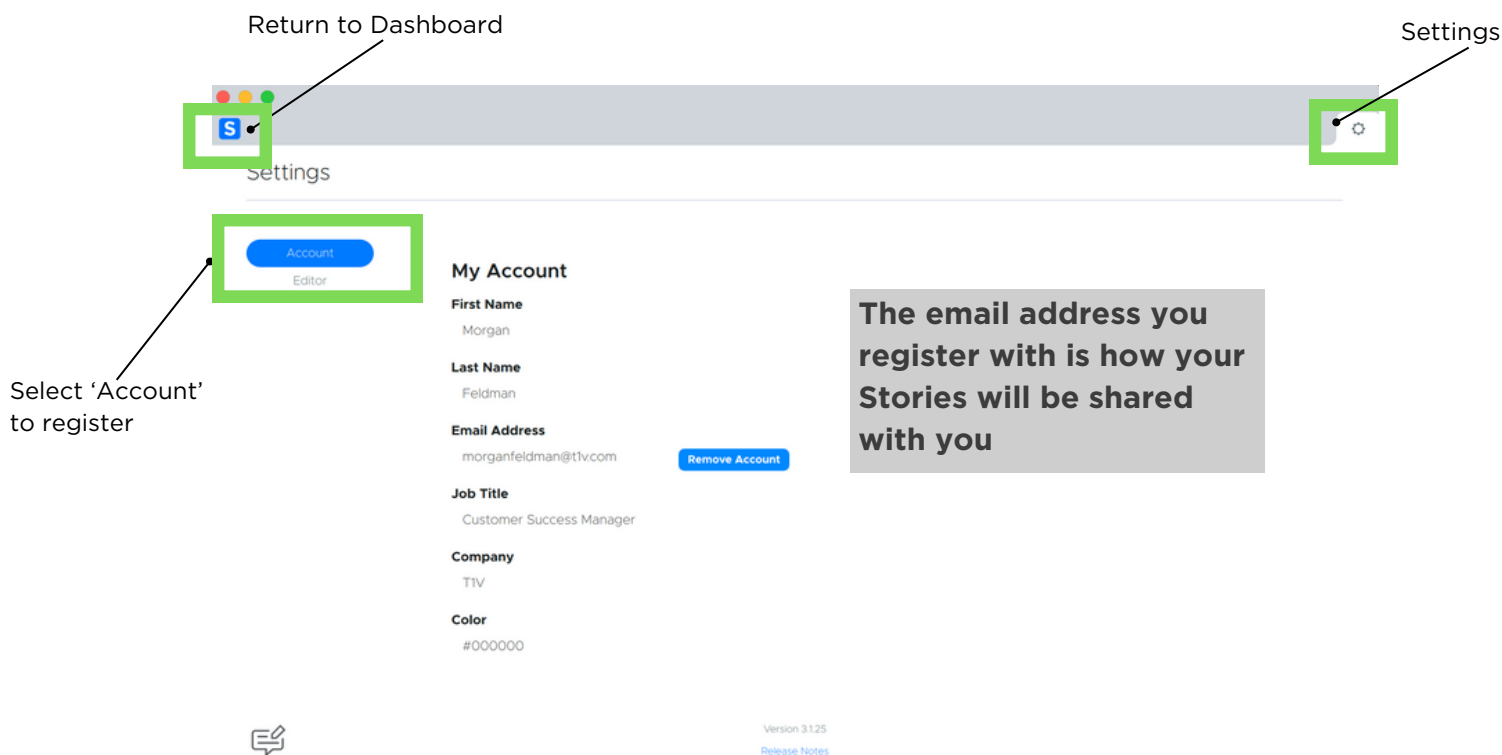 Return to Dashboard
Settings
S
Settings
Account
Editor
Select ‘Account’
to register
My Account
First Name
Morgan
Last Name
Feldman
Email Address
morganfeldman@t1v.com
Remove Account
Job Title
Customer Success Manager
Company
T1V
Color
#000000
The email address you
register with is how your
Stories will be shared
with you
Version 3.1.25
Release Notes